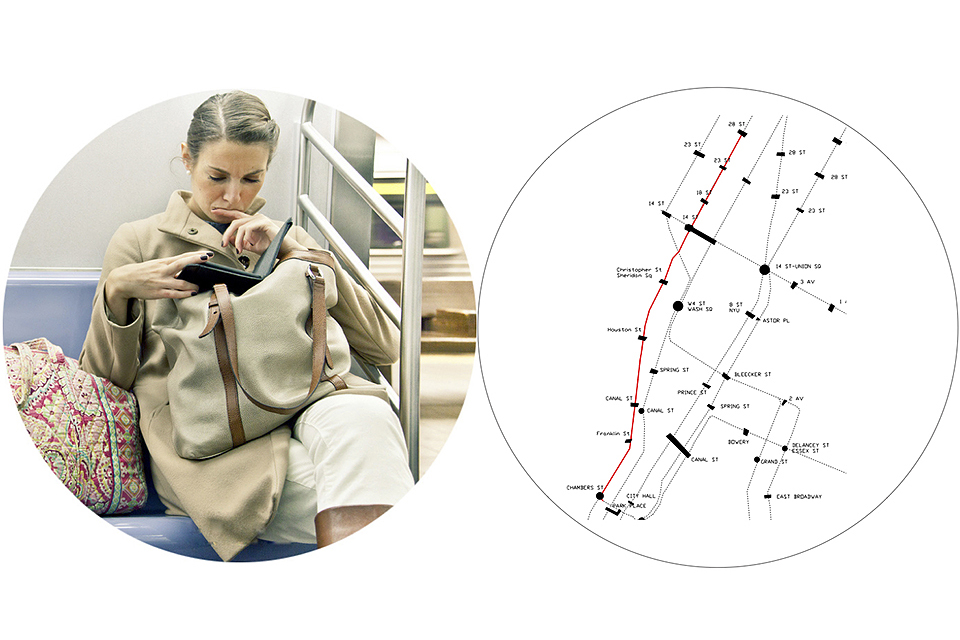 28 ST
23 ST
28 ST
23 ST
28 ST
18 ST
23 ST
23 ST
14 ST
14 ST
Christopher St
Sheridan Sq
14 ST-UNION SQ
3 AV
W4 ST
WASH SQ
8 ST
NYU
ASTOR PL
Houston St
SPRING ST
BLEECKER ST
PRINCE ST
CANAL ST
2 AV
CANAL ST
SPRING ST
Franklin St
BOWERY
DELANCEY ST
ESSEX ST
CANAL ST
GRAND ST
CHAMBERS ST
CITY HALL
EAST BROADWAY
PARK PLACE